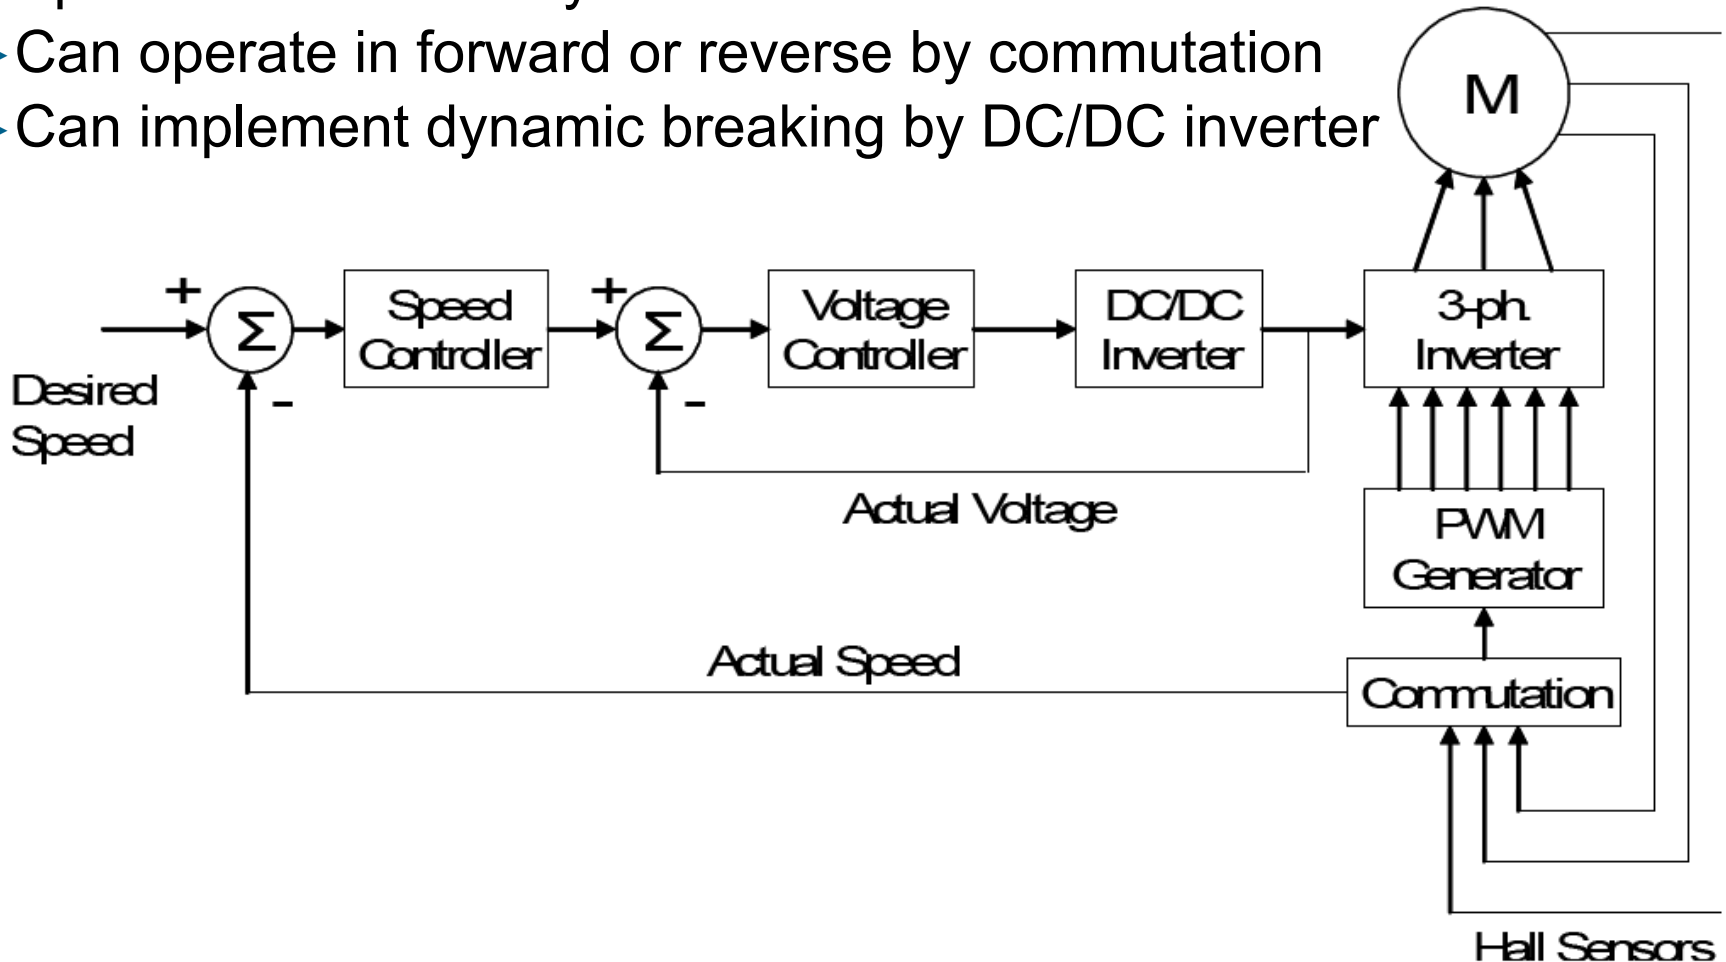 Can operate in forward or reverse by commutation
Can implement dynamic breaking by DC/DC inverter
M
+
Σ
-
Desired
Speed
Speed
Controller
+
Σ
-
Voltage
Controller
DC/DC
Inverter
3-ph.
Inverter
Actual Voltage
PWM
Generator
Actual Speed
Commutation
Hall Sensors